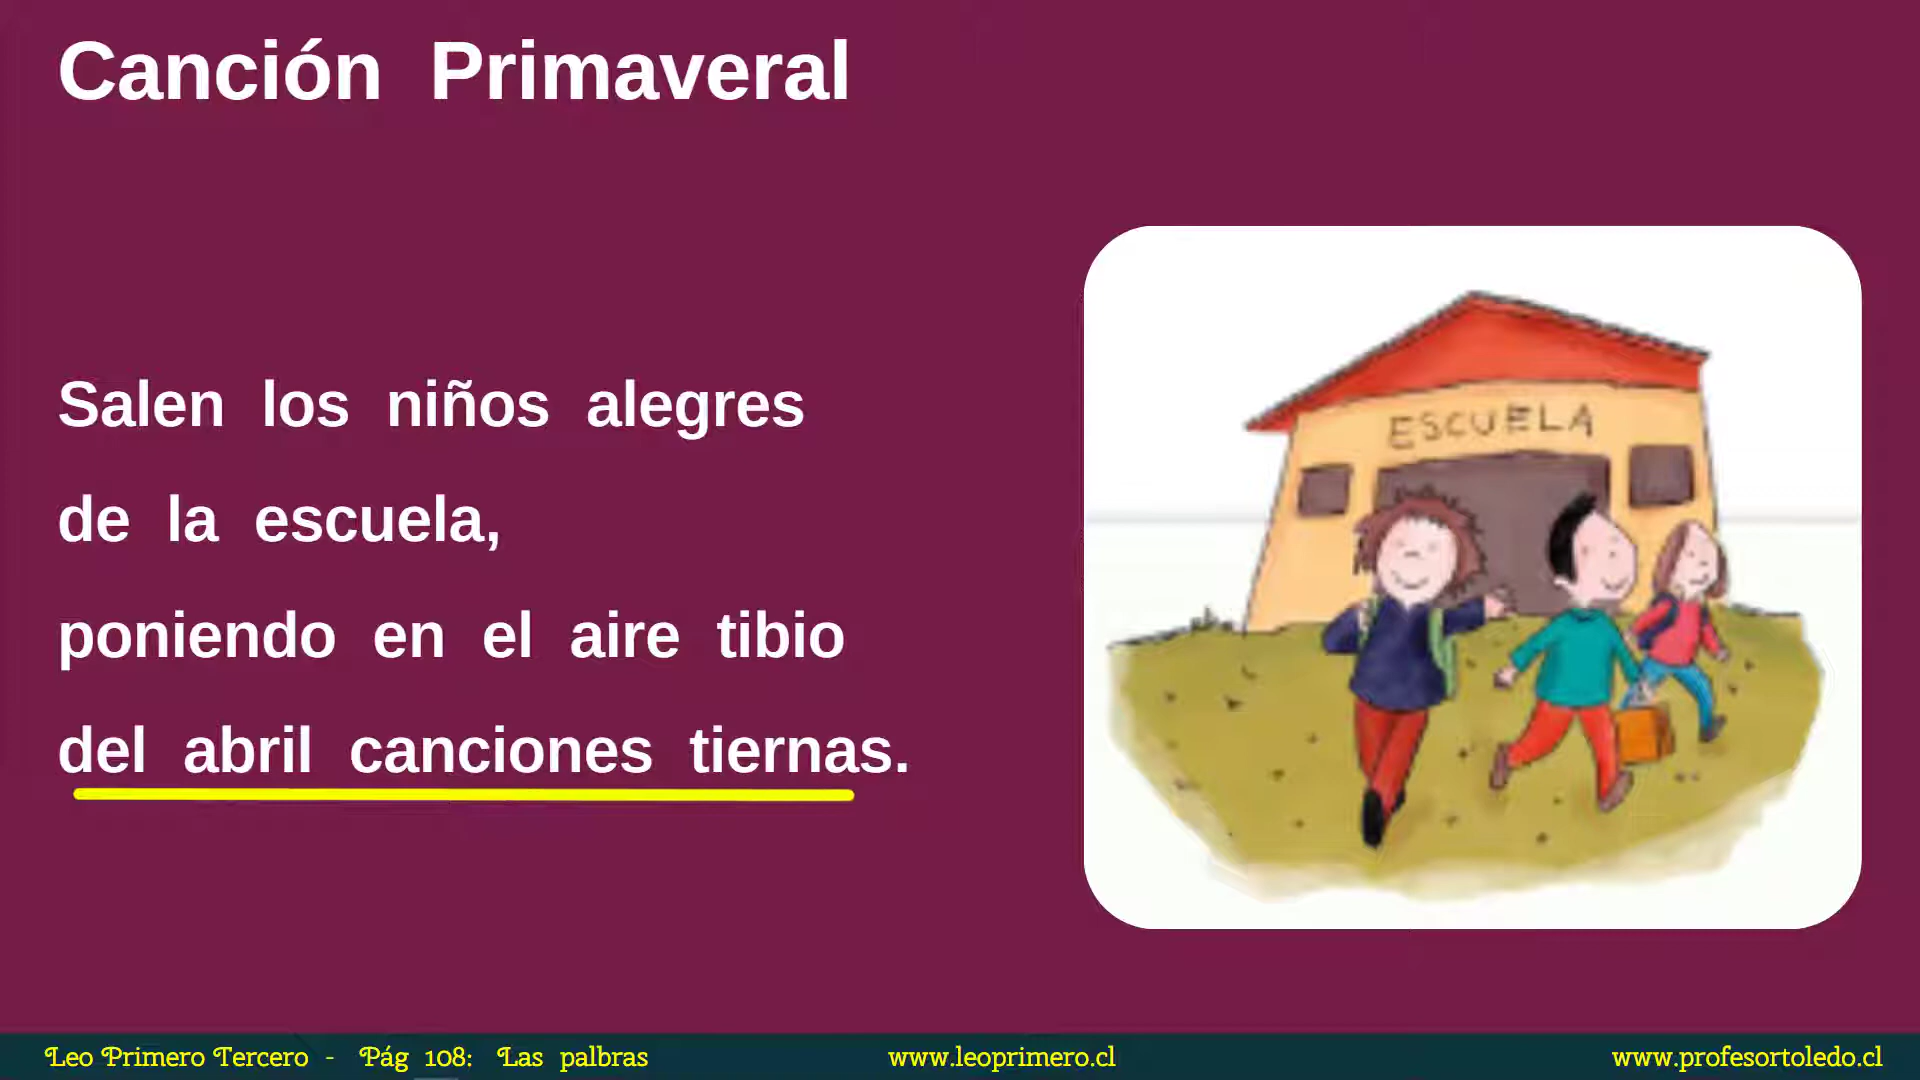 Canción Primaveral
Salen los niños alegres
de la escuela,
poniendo en el aire tibio
del abril canciones tiernas.
ESCUELA
Leo Primero Tercero - Pág 108: Las palbras
www.leoprimero.cl
www.profesortoledo.cl